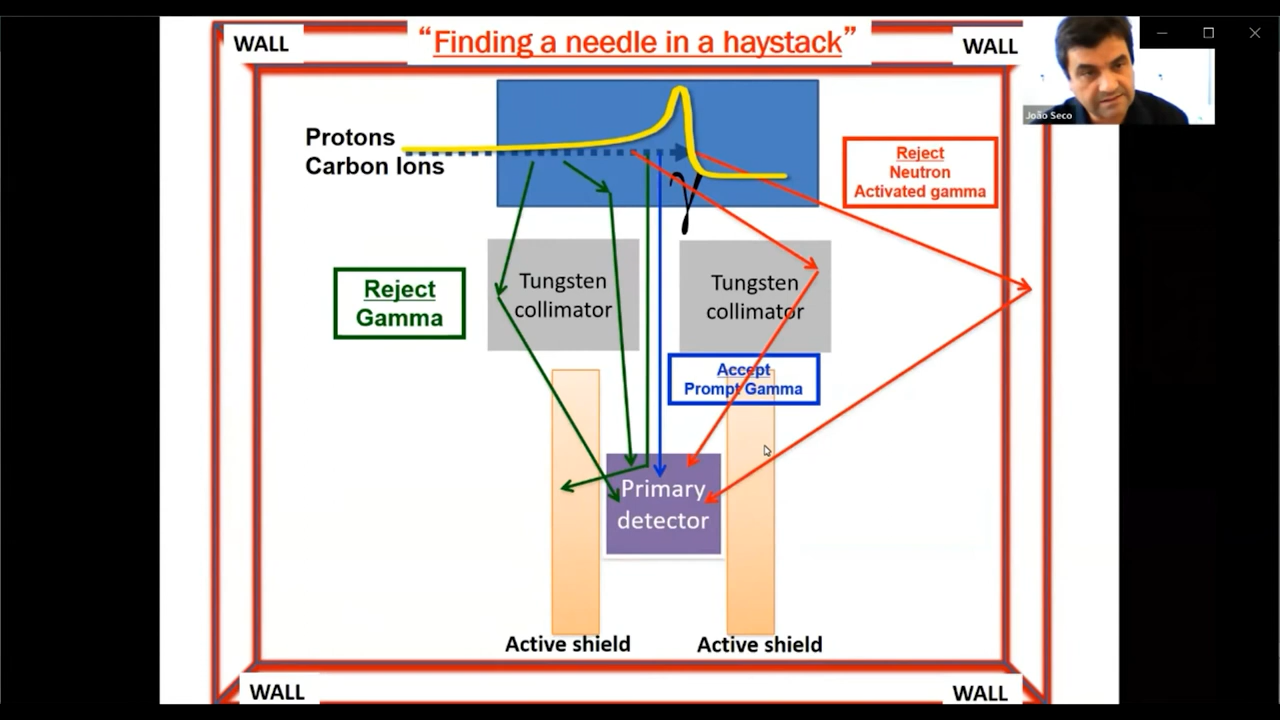 WALL
“Finding a needle in a haystack”
WALL
João Seco
Protons
Carbon Ions
γ
Reject
Neutron
Activated gamma
Reject
Gamma
Tungsten
collimator
Tungsten
collimator
Accept
Prompt Gamma
Primary
detector
Active shield
Active shield
WALL
WALL